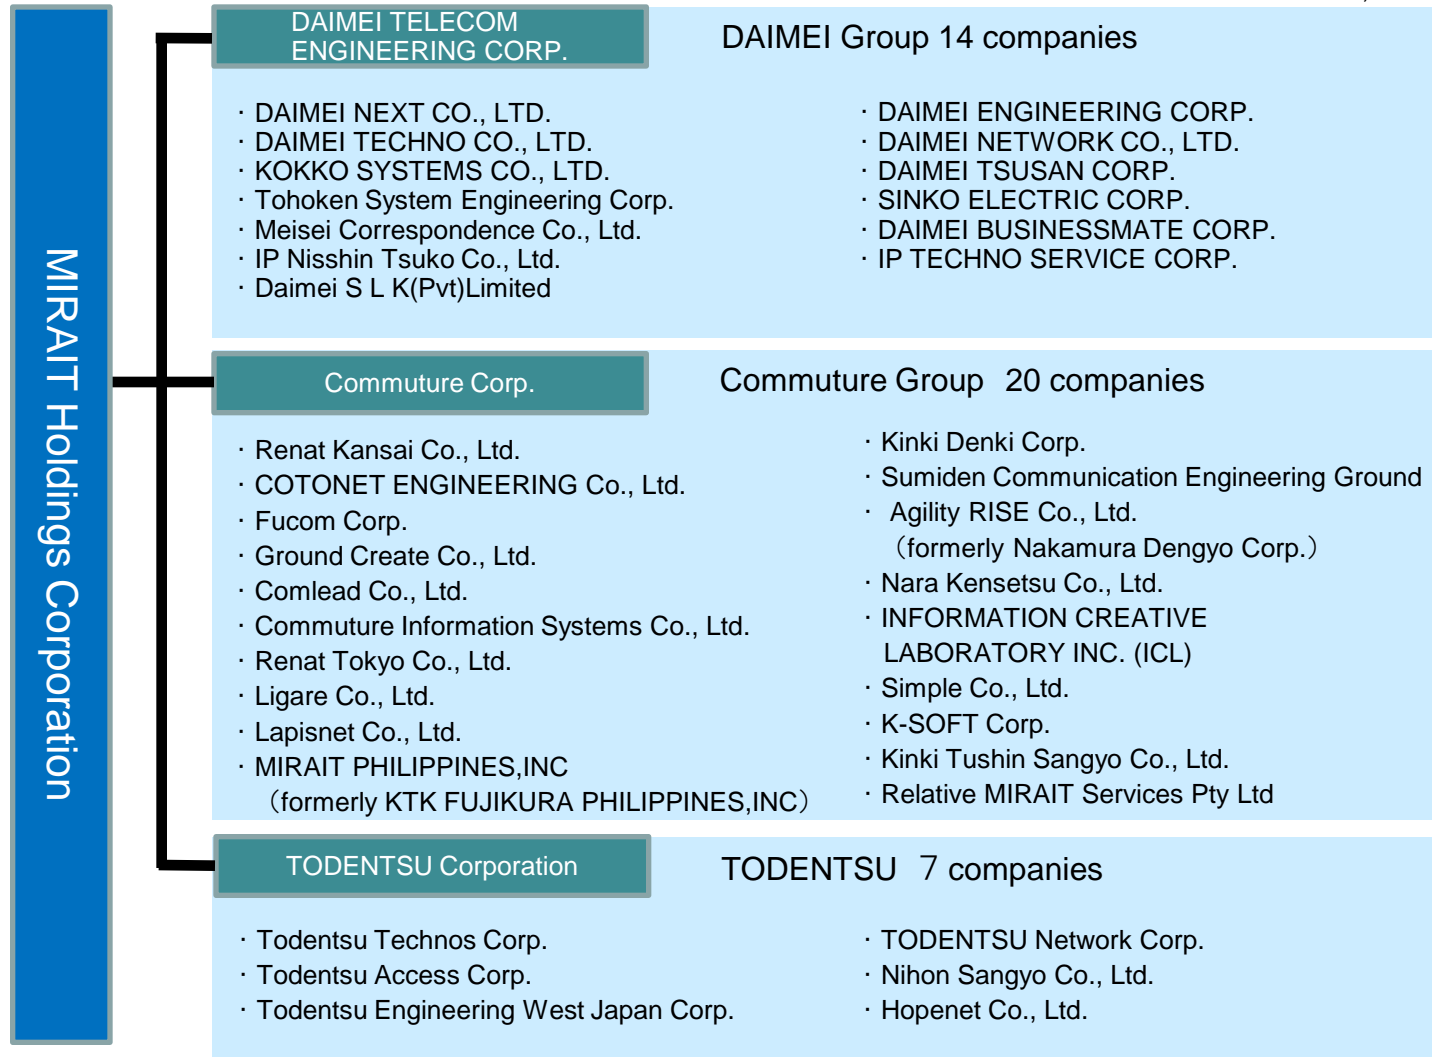 MIRAIT Holdings Corporation
DAIMEI TELECOM
ENGINEERING CORP.
DAIMEI Group 14 companies
・DAIMEI NEXT CO., LTD.
・DAIMEI TECHNO CO., LTD.
・KOKKO SYSTEMS CO., LTD.
・Tohoken System Engineering Corp.
・Meisei Correspondence Co., Ltd.
・IP Nisshin Tsuko Co., Ltd.
・Daimei S L K(Pvt)Limited
・DAIMEI ENGINEERING CORP.
・DAIMEI NETWORK CO., LTD.
・DAIMEI TSUSAN CORP.
・SINKO ELECTRIC CORP.
・DAIMEI BUSINESSMATE CORP.
・IP TECHNO SERVICE CORP.
Commuture Corp.
Commuture Group 20 companies
・Renat Kansai Co., Ltd.
・COTONET ENGINEERING Co., Ltd.
・Fucom Corp.
・Ground Create Co., Ltd.
・Comlead Co., Ltd.
・Commuture Information Systems Co., Ltd.
・Renat Tokyo Co., Ltd.
・Ligare Co., Ltd.
・Lapisnet Co., Ltd.
・MIRAIT PHILIPPINES,INC
（formerly KTK FUJIKURA PHILIPPINES,INC）
・Kinki Denki Corp.
・Sumiden Communication Engineering Ground
・ Agility RISE Co., Ltd.
（formerly Nakamura Dengyo Corp.）
・Nara Kensetsu Co., Ltd.
・INFORMATION CREATIVE
LABORATORY INC. (ICL)
・Simple Co., Ltd.
・K-SOFT Corp.
・Kinki Tushin Sangyo Co., Ltd.
・Relative MIRAIT Services Pty Ltd
TODENTSU Corporation
TODENTSU ７ companies
・Todentsu Technos Corp.
・Todentsu Access Corp.
・Todentsu Engineering West Japan Corp.
・TODENTSU Network Corp.
・Nihon Sangyo Co., Ltd.
・Hopenet Co., Ltd.